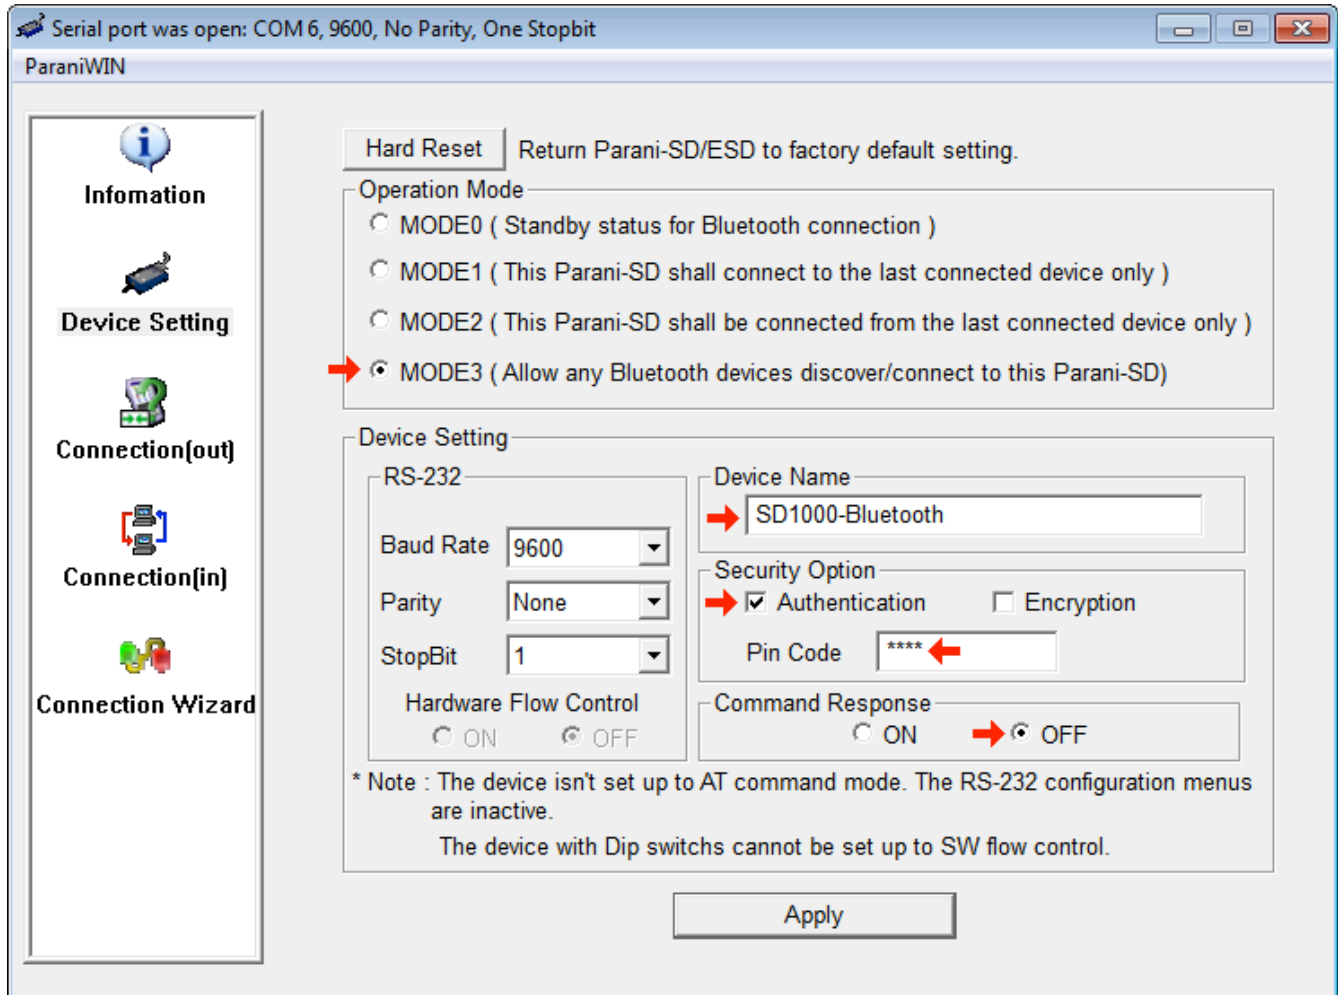 Serial port was open: COM 6, 9600, No Parity, One Stopbit
ParaniWIN
Infomation
Device Setting
Connection(out)
Connection(in)
Connection Wizard
Hard Reset Return Parani-SD/ESD to factory default setting.
Operation Mode
MODE0 ( Standby status for Bluetooth connection )
MODE1 ( This Parani-SD shall connect to the last connected device only )
MODE2 ( This Parani-SD shall be connected from the last connected device only )
MODE3 ( Allow any Bluetooth devices discover/connect to this Parani-SD)
Device Setting
RS-232
Baud Rate 9600
Parity None
StopBit 1
Hardware Flow Control
ON OFF
Device Name
SD1000-Bluetooth
Security Option
Authentication Encryption
Pin Code ****
Command Response
ON OFF
* Note : The device isn't set up to AT command mode. The RS-232 configuration menus
are inactive.
The device with Dip switchs cannot be set up to SW flow control.
Apply